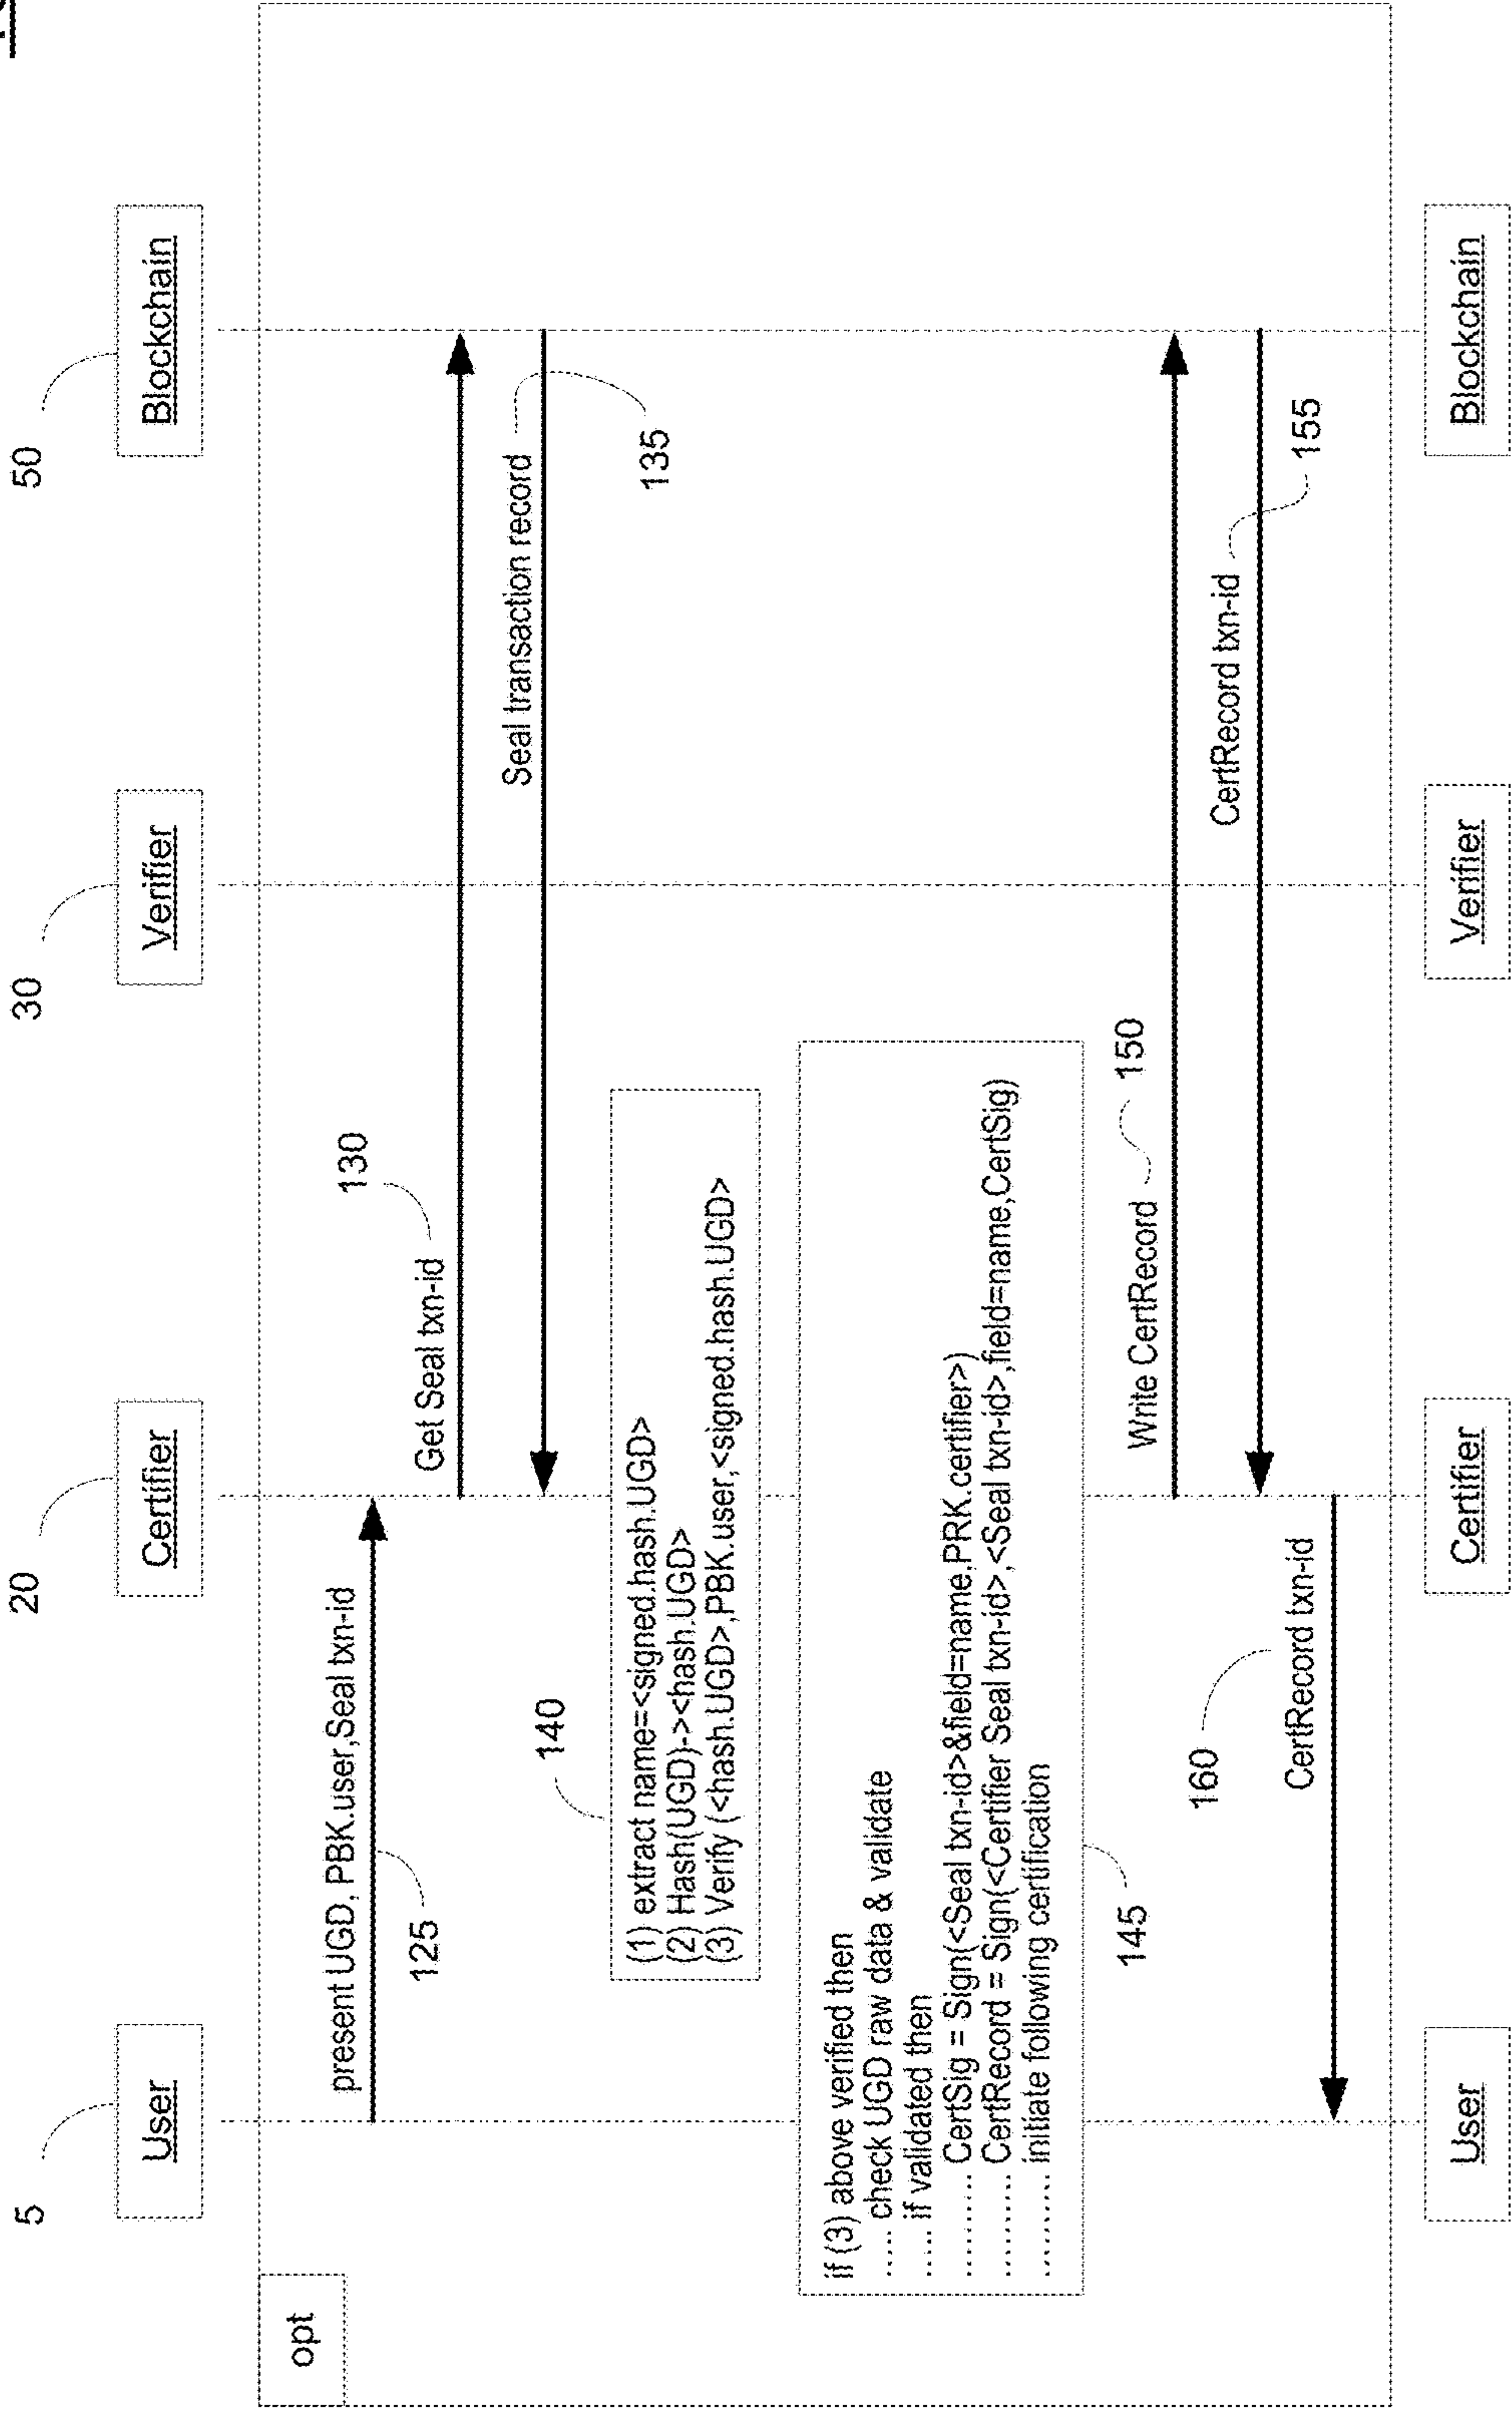 5
20
30
50
User
Certifier
Verifier
Blockchain
opt
present UGD, PBK.user,Seal txn-id
125
Get Seal txn-id
130
Seal transaction record
135
140
(1) extract name=<signed.hash.UGD>
(2) Hash(UGD)-><hash.UGD>
(3) Verify (<hash.UGD>,PBK.user,<signed.hash.UGD>
if (3) above verified then
..... check UGD raw data & validate
..... if validated then
.......... CertSig = Sign(<Seal txn-id>&field=name,PRK.certifier>)
.......... CertRecord = Sign(<Certifier Seal txn-id>,<Seal txn-id>,field=name,CertSig)
.......... initiate following certification
145
Write CertRecord
150
CertRecord txn-id
155
160
CertRecord txn-id
User
Certifier
Verifier
Blockchain